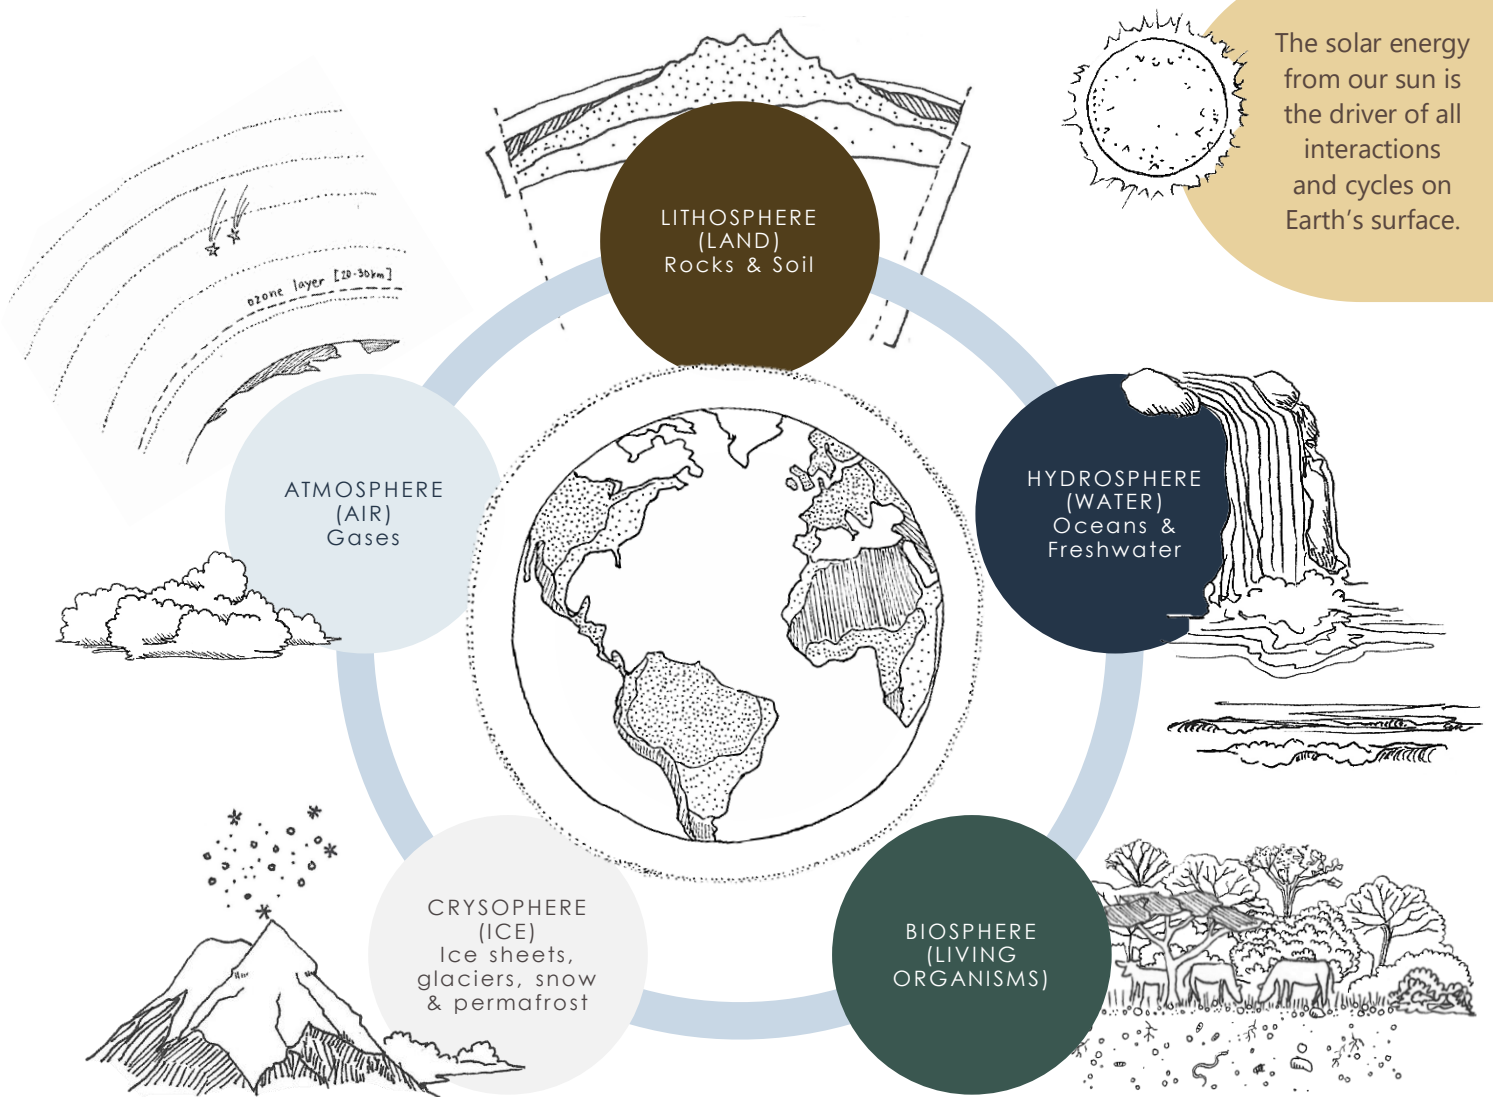 The solar energy
from our sun is
the driver of all
interactions
and cycles on
Earth's surface.
LITHOSPHERE
(LAND)
Rocks & Soil
ozone layer [20-30km]
ATMOSPHERE
(AIR)
Gases
HYDROSPHERE
(WATER)
Oceans &
Freshwater
CRYSOPHERE
(ICE)
Ice sheets,
glaciers, snow
& permafrost
BIOSPHERE
(LIVING
ORGANISMS)